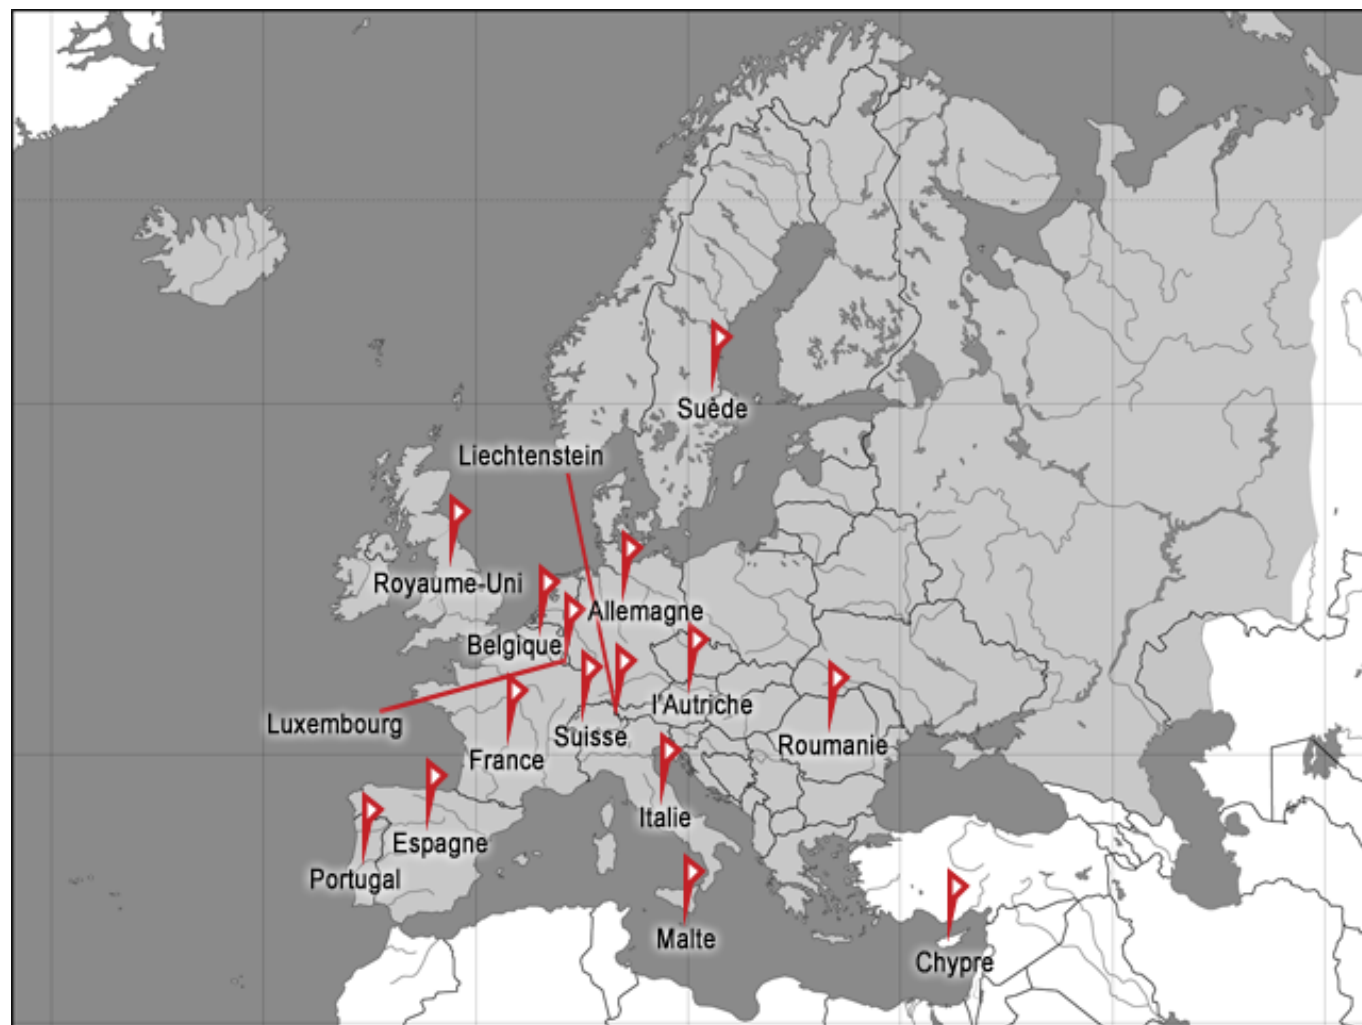 Suède
Liechtenstein
Royaume-Uni
Allemagne
Belgique
Luxembourg
l'Autriche
Suisse
France
Roumanie
Italie
Espagne
Portugal
Malte
Chypre